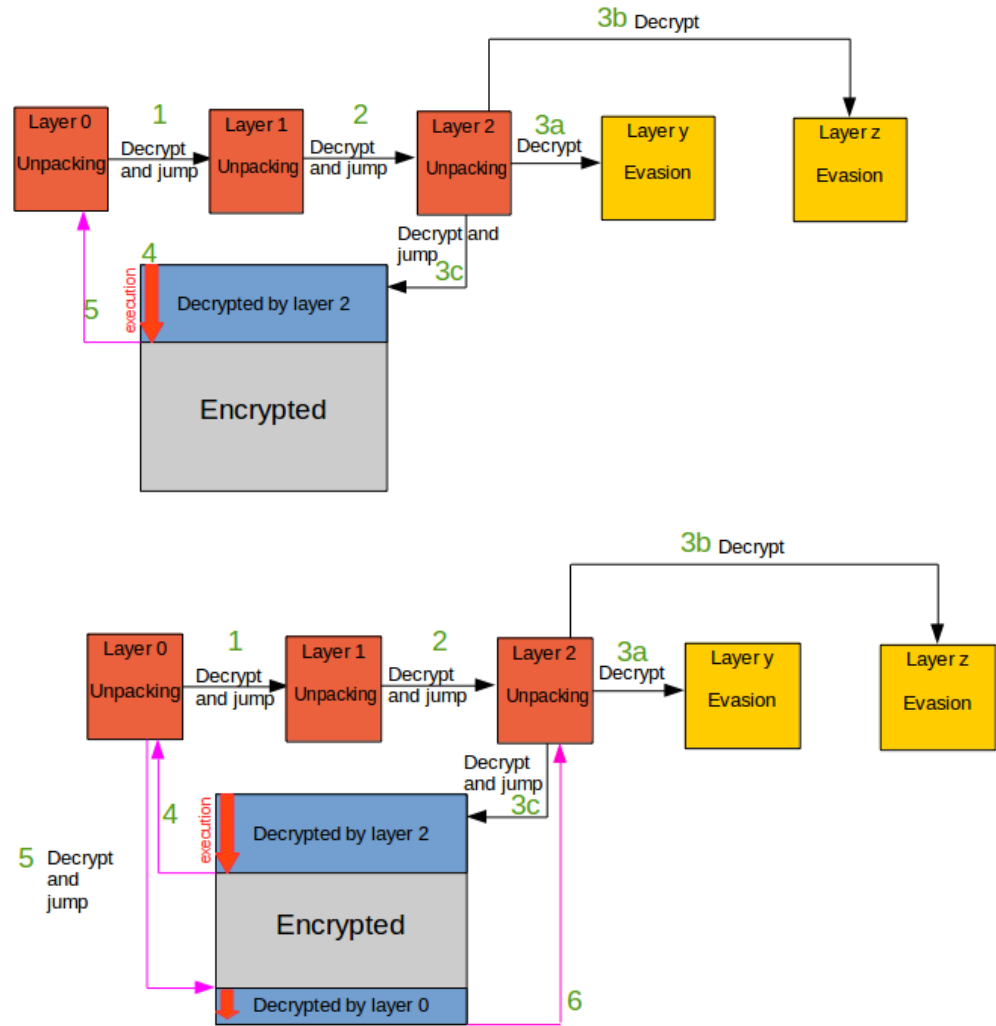 3b Decrypt
Layer 0
Unpacking
1
Decrypt
and jump
Layer 1
Unpacking
2
Decrypt
and jump
Layer 2
Unpacking
3a
Decrypt
Layer y
Evasion
Layer z
Evasion
Decrypt and
jump
3c
4
execution
5
Decrypted by layer 2
Encrypted
3b Decrypt
Layer 0
Unpacking
1
Decrypt
and jump
Layer 1
Unpacking
2
Decrypt
and jump
Layer 2
Unpacking
3a
Decrypt
Layer y
Evasion
Layer z
Evasion
Decrypt
and jump
3c
4
execution
Decrypted by layer 2
5 Decrypt
and
jump
Encrypted
Decrypted by layer 0
6